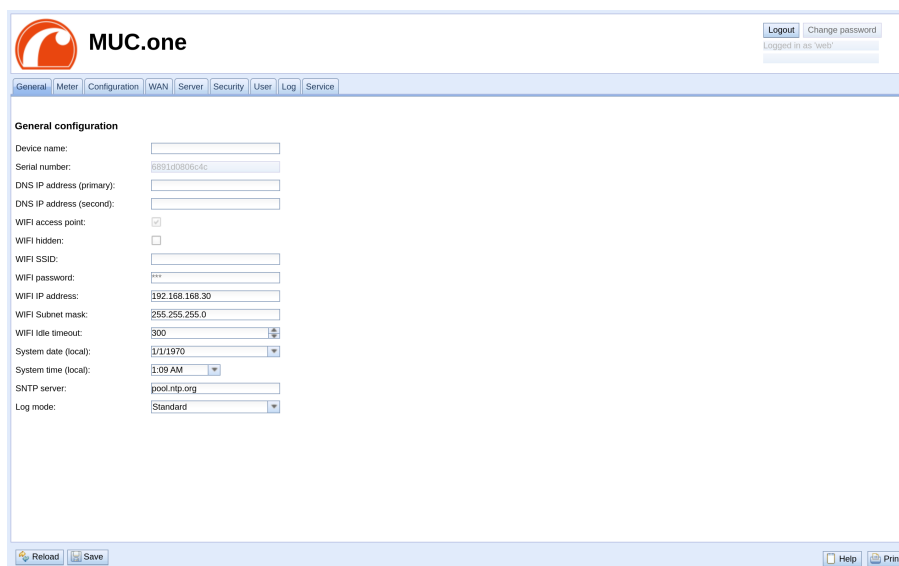 MUC.one
Logout Change password
Logged in as 'web'
General Meter Configuration WAN Server Security User Log Service
General configuration
Device name:
Serial number: 6891d0806c4c
DNS IP address (primary):
DNS IP address (second):
WIFI access point:
WIFI hidden:
WIFI SSID:
WIFI password: ***
WIFI IP address: 192.168.168.30
WIFI Subnet mask: 255.255.255.0
WIFI Idle timeout: 300
System date (local): 1/1/1970
System time (local): 1:09 AM
SNTP server: pool.ntp.org
Log mode: Standard
Reload Save Help Prin